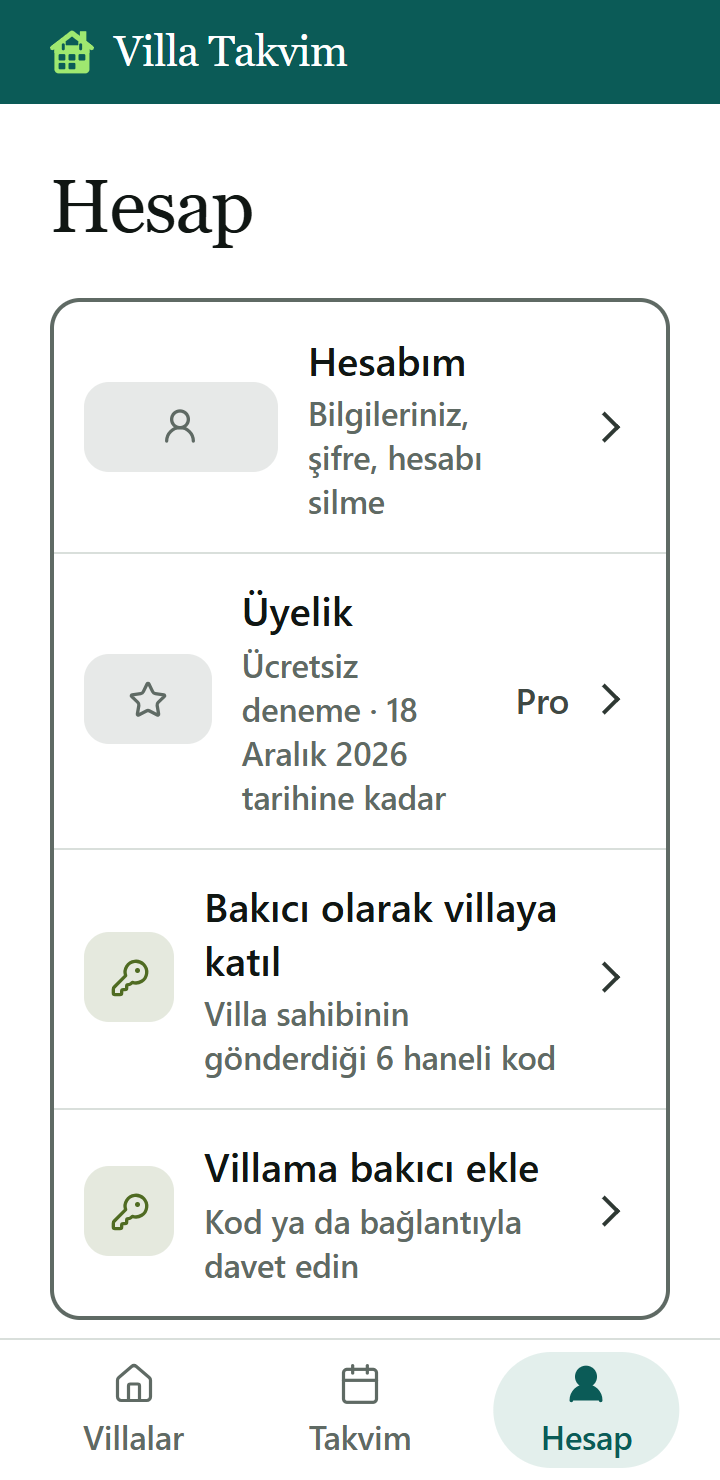 Villa Takvim
Hesap
Hesabım
Bilgileriniz,
şifre, hesabı
silme
Üyelik
Ücretsiz
deneme · 18
Aralık 2026
tarihine kadar
Pro
Bakıcı olarak villaya
katıl
Villa sahibinin
gönderdiği 6 haneli kod
Villama bakıcı ekle
Kod ya da bağlantıyla
davet edin
Villalar
Takvim
Hesap